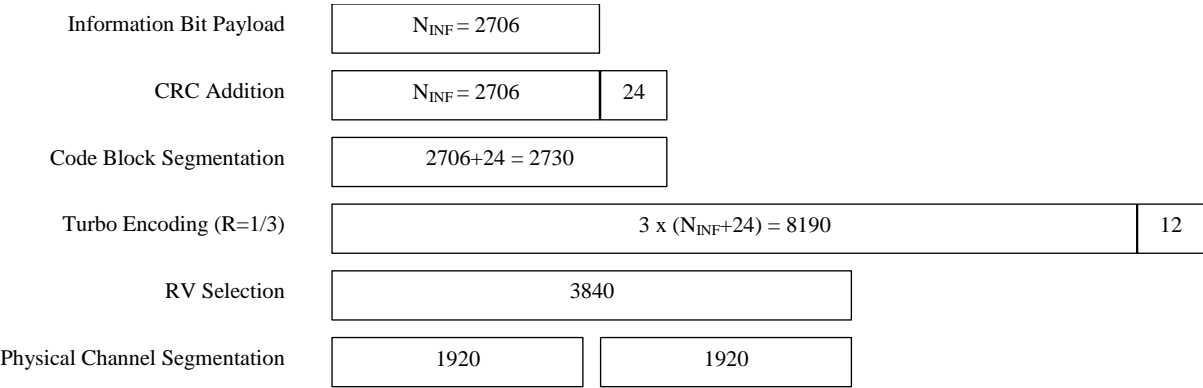 Information Bit Payload N_INF = 2706
CRC Addition N_INF = 2706 24
Code Block Segmentation 2706+24 = 2730
Turbo Encoding (R=1/3) 3 x (N_INF+24) = 8190 12
RV Selection 3840
Physical Channel Segmentation 1920 1920